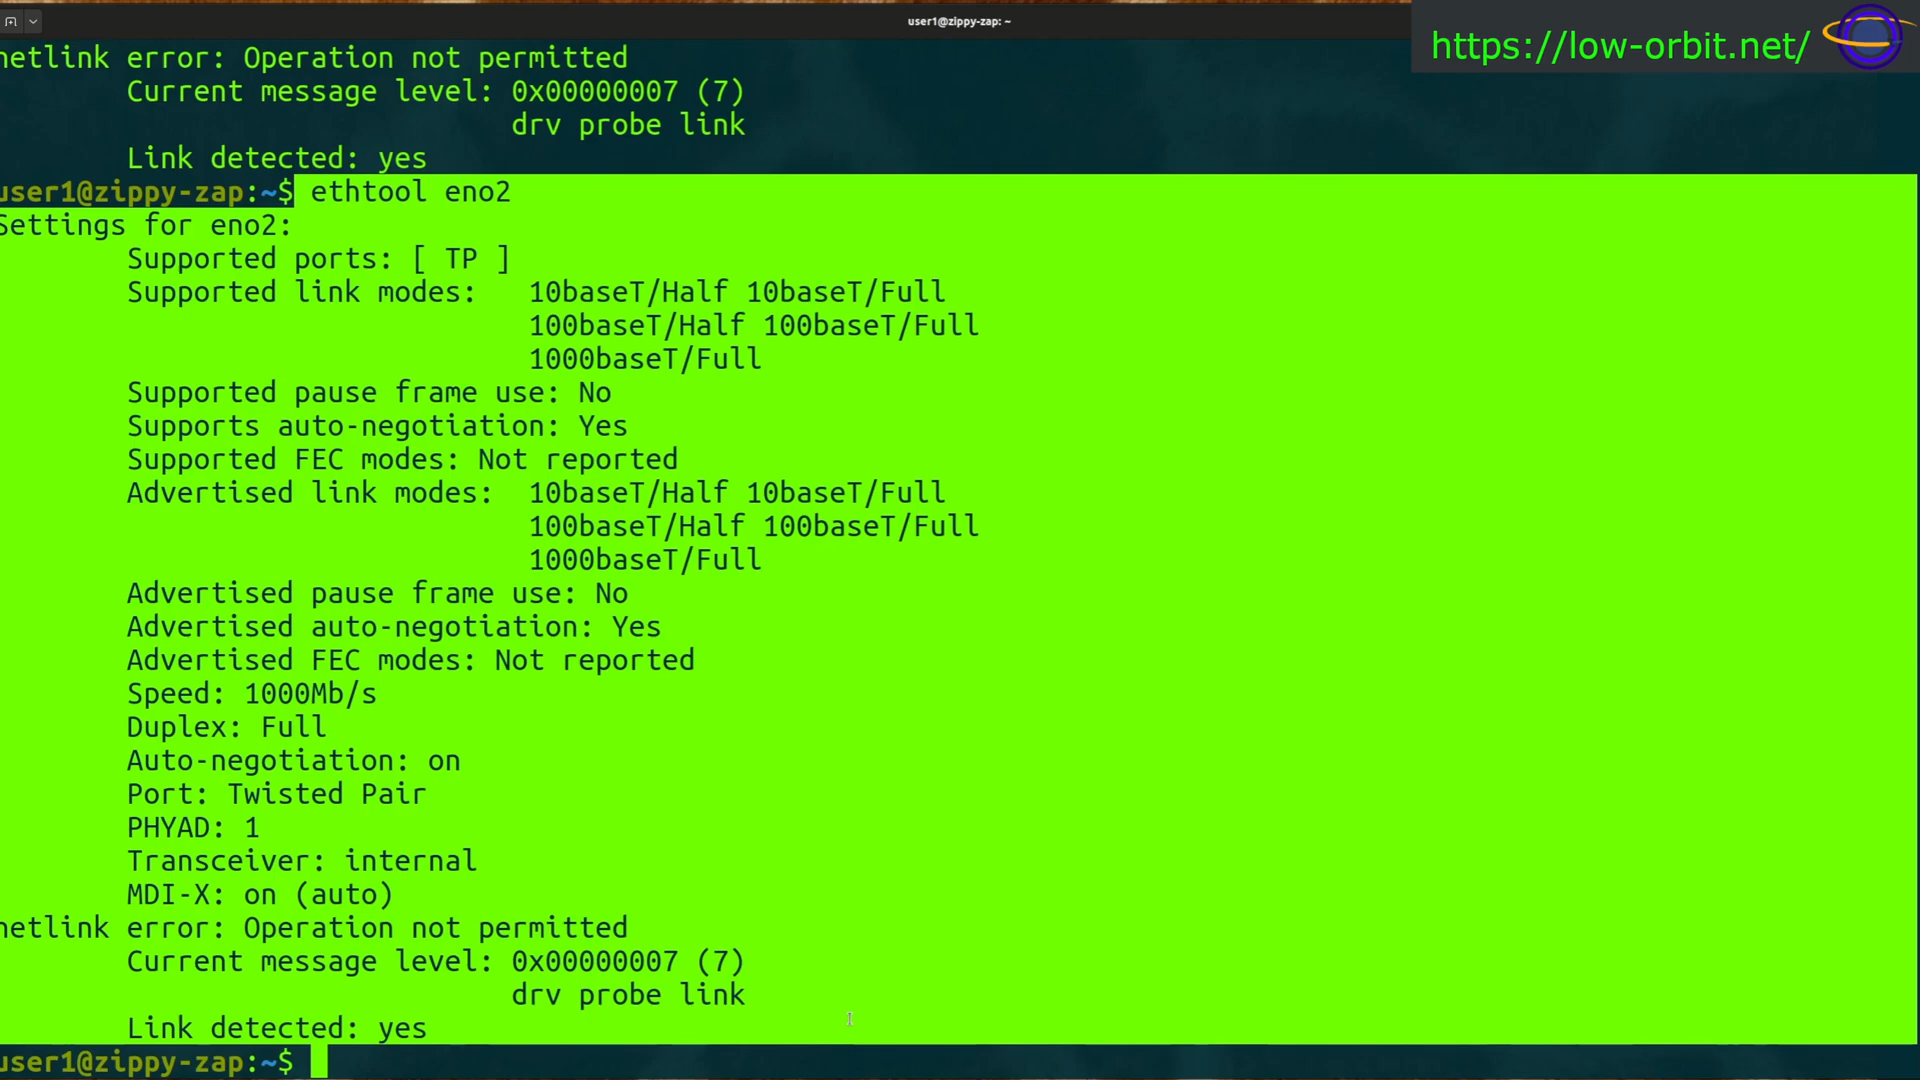 user1@zippy-zap: ~
https://low-orbit.net/
netlink error: Operation not permitted
Current message level: 0x00000007 (7)
drv probe link
Link detected: yes
user1@zippy-zap:~$ ethtool eno2
Settings for eno2:
Supported ports: [ TP ]
Supported link modes: 10baseT/Half 10baseT/Full
100baseT/Half 100baseT/Full
1000baseT/Full
Supported pause frame use: No
Supports auto-negotiation: Yes
Supported FEC modes: Not reported
Advertised link modes: 10baseT/Half 10baseT/Full
100baseT/Half 100baseT/Full
1000baseT/Full
Advertised pause frame use: No
Advertised auto-negotiation: Yes
Advertised FEC modes: Not reported
Speed: 1000Mb/s
Duplex: Full
Auto-negotiation: on
Port: Twisted Pair
PHYAD: 1
Transceiver: internal
MDI-X: on (auto)
netlink error: Operation not permitted
Current message level: 0x00000007 (7)
drv probe link
Link detected: yes
user1@zippy-zap:~$